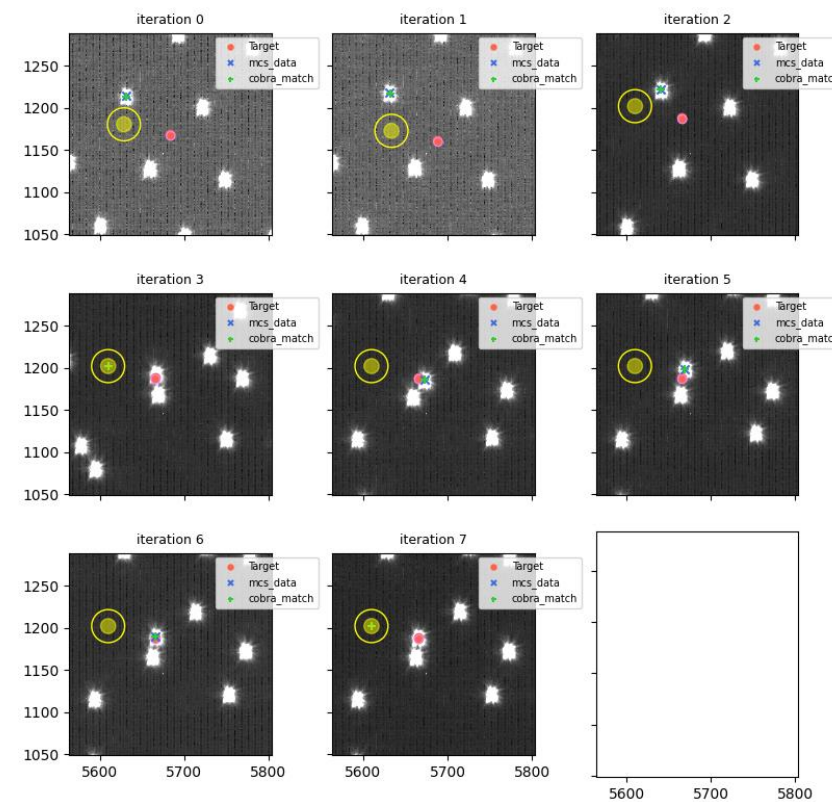 iteration 0
iteration 1
iteration 2
Target
mcs_data
cobra_match
Target
mcs_data
cobra_match
Target
mcs_data
cobra_match
1250
1200
1150
1100
1050
iteration 3
iteration 4
iteration 5
Target
mcs_data
cobra_match
Target
mcs_data
cobra_match
Target
mcs_data
cobra_match
1250
1200
1150
1100
1050
iteration 6
iteration 7
Target
mcs_data
cobra_match
Target
mcs_data
cobra_match
1250
1200
1150
1100
1050
5600 5700 5800
5600 5700 5800
5600 5700 5800